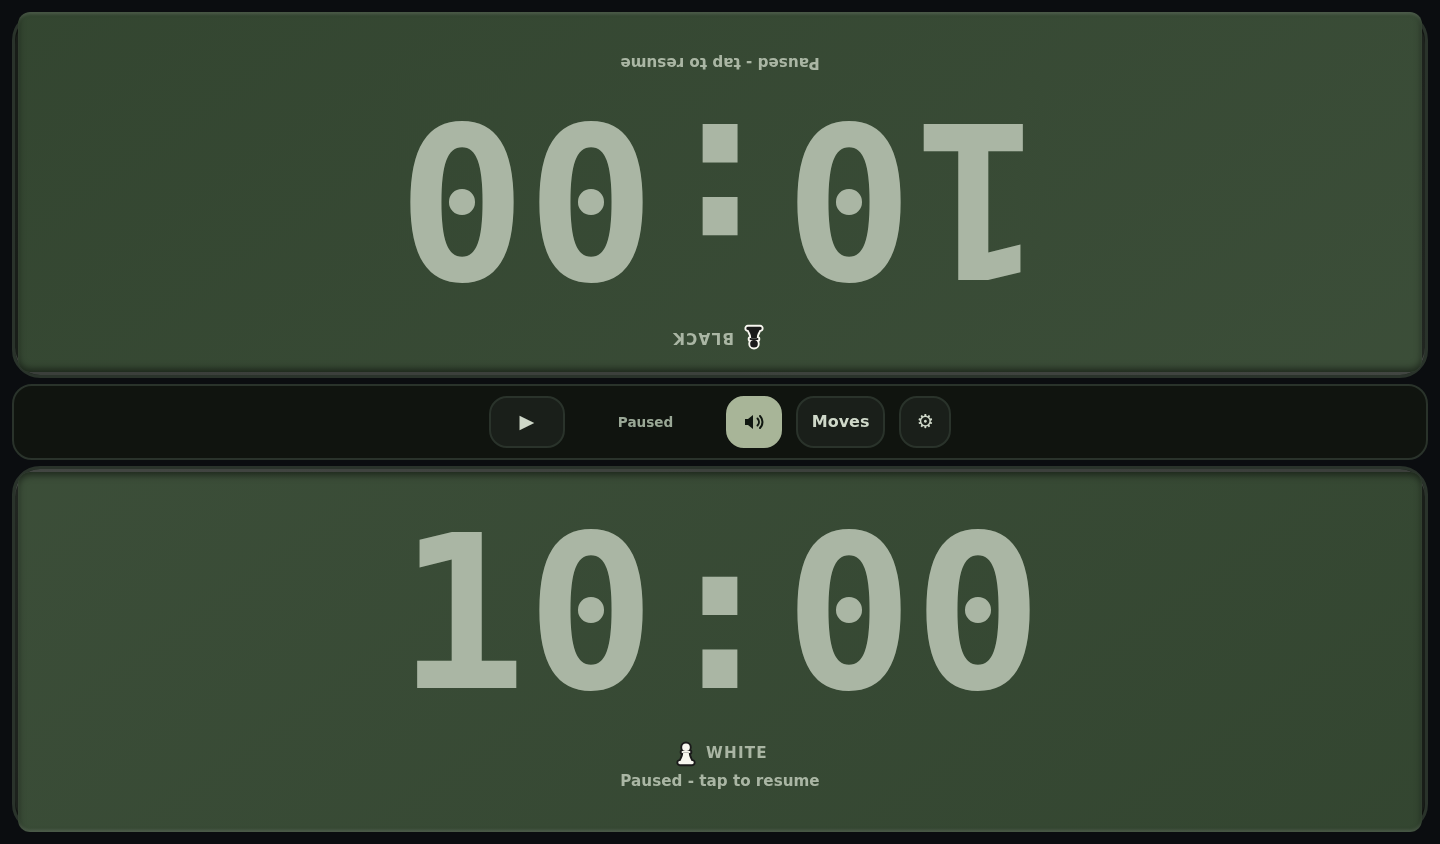 Paused - tap to resume
10:00
BLACK
Paused
Moves
10:00
WHITE
Paused - tap to resume